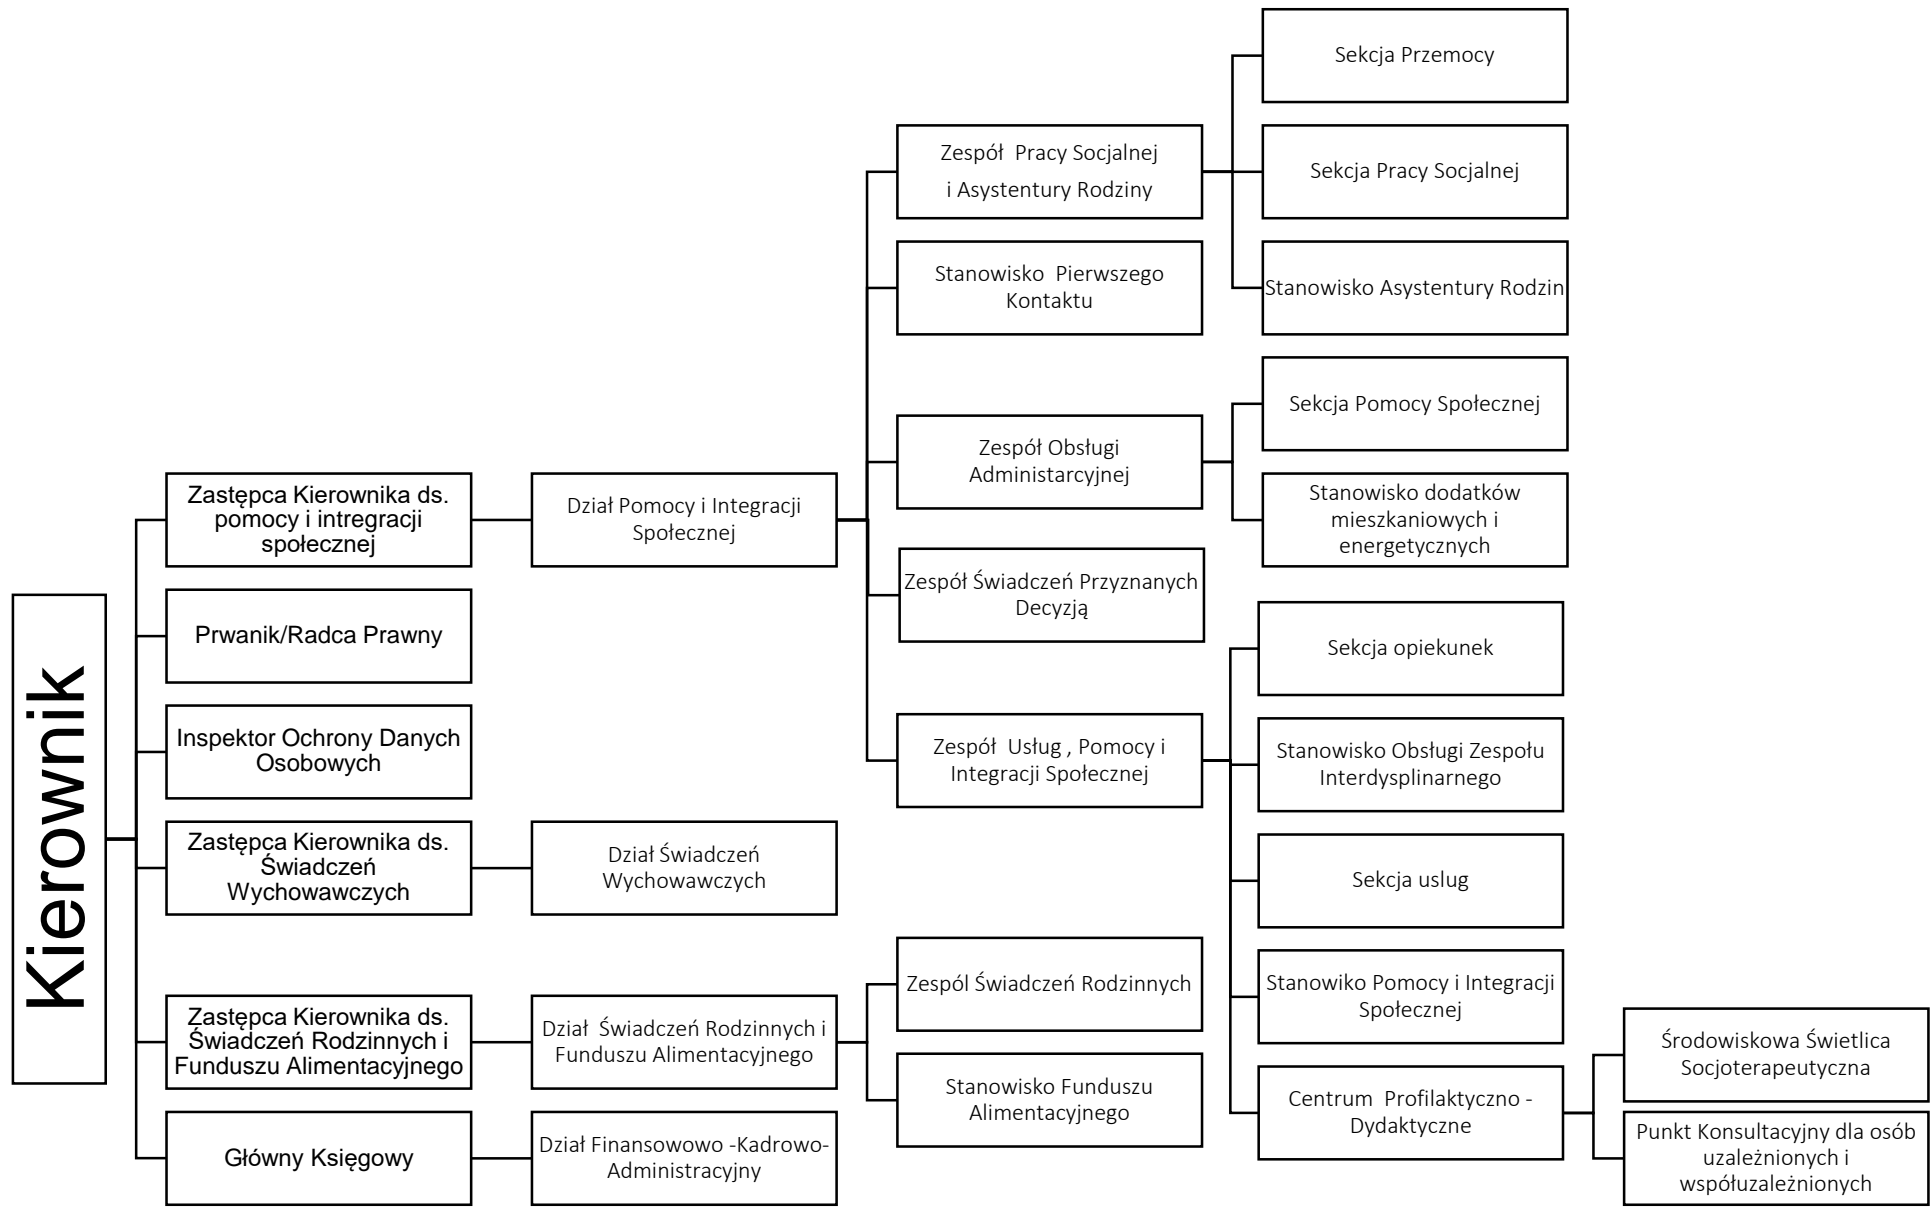 Kierownik
Zastępca Kierownika ds.
pomocy i intregracji
społecznej
Dział Pomocy i Integracji
Społecznej
Zespół Pracy Socjalnej
i Asystentury Rodziny
Sekcja Przemocy
Sekcja Pracy Socjalnej
Stanowisko Asystentury Rodzin
Stanowisko Pierwszego
Kontaktu
Zespół Obsługi
Administarcyjnej
Sekcja Pomocy Społecznej
Stanowisko dodatków
mieszkaniowych i
energetycznych
Zespół Świadczeń Przyznanych
Decyzją
Zespół Usług , Pomocy i
Integracji Społecznej
Sekcja opiekunek
Stanowisko Obsługi Zespołu
Interdysplinarnego
Sekcja uslug
Stanowiko Pomocy i Integracji
Społecznej
Centrum Profilaktyczno -
Dydaktyczne
Środowiskowa Świetlica
Socjoterapeutyczna
Punkt Konsultacyjny dla osób
uzależnionych i
współuzależnionych
Prwanik/Radca Prawny
Inspektor Ochrony Danych
Osobowych
Zastępca Kierownika ds.
Świadczeń
Wychowawczych
Dział Świadczeń
Wychowawczych
Zastępca Kierownika ds.
Świadczeń Rodzinnych i
Funduszu Alimentacyjnego
Dział Świadczeń Rodzinnych i
Funduszu Alimentacyjnego
Zespól Świadczeń Rodzinnych
Stanowisko Funduszu
Alimentacyjnego
Główny Księgowy
Dział Finansowowo -Kadrowo-
Administracyjny